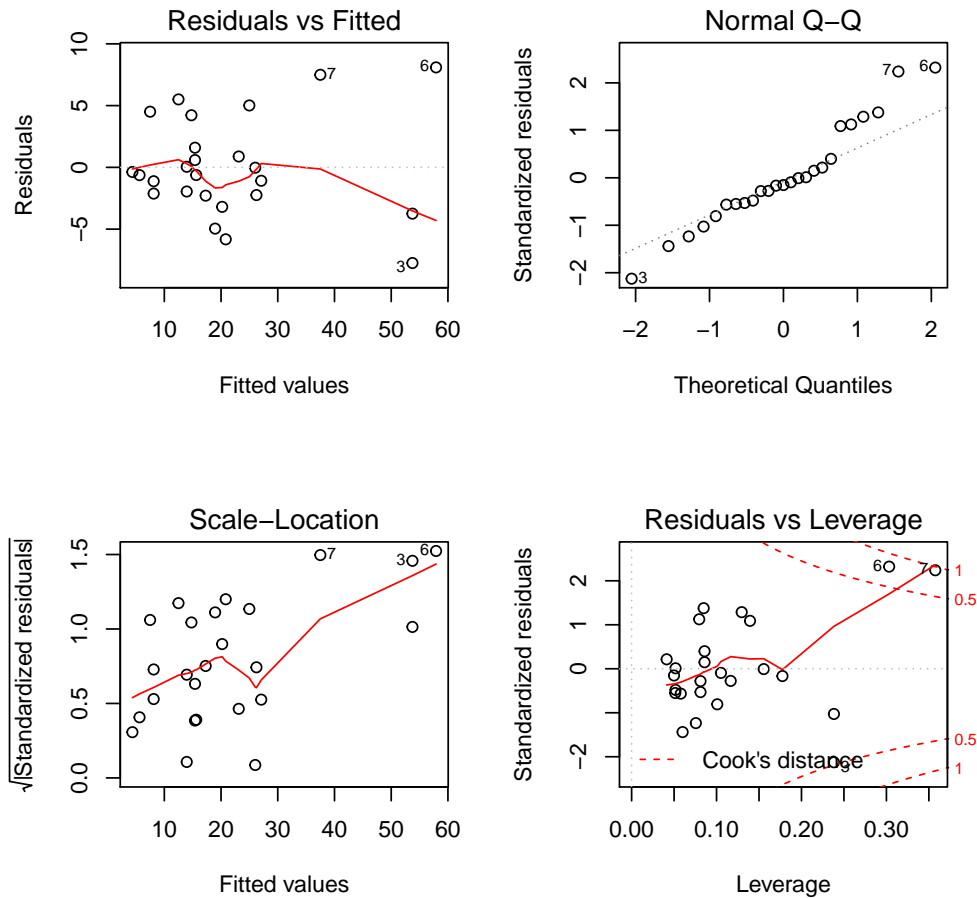 Residuals vs Fitted
Residuals
10
5
0
−5
7
6
3
10 20 30 40 50 60
Fitted values
Normal Q−Q
Standardized residuals
2
1
0
−1
−2
7
6
3
−2 −1 0 1 2
Theoretical Quantiles
Scale−Location
√|Standardized residuals|
1.5
1.0
0.5
0.0
7
3
6
10 20 30 40 50 60
Fitted values
Residuals vs Leverage
Standardized residuals
2
1
0
−1
−2
6
7
3
1
0.5
0.5
1
Cook's distance
0.00 0.10 0.20 0.30
Leverage